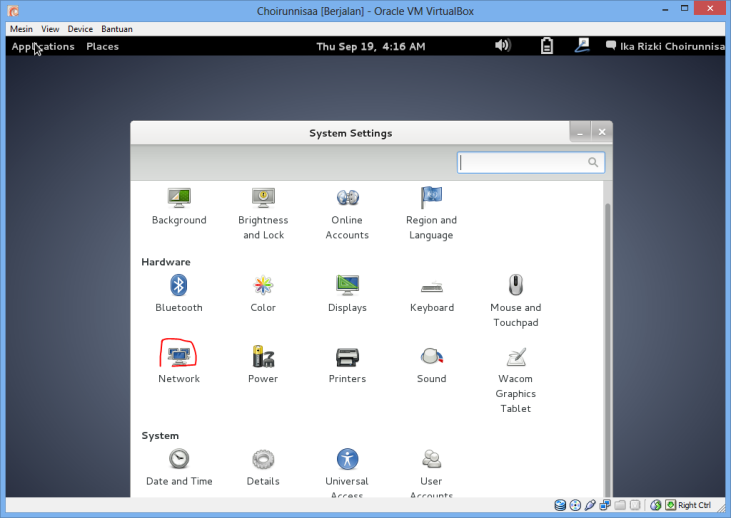 Choirunnisaa [Berjalan] - Oracle VM VirtualBox
Mesin View Device Bantuan
Applications Places Thu Sep 19, 4:16 AM Ika Rizki Choirunnisa
System Settings
Background
Brightness and Lock
Online Accounts
Region and Language
Hardware
Bluetooth
Color
Displays
Keyboard
Mouse and Touchpad
Network
Power
Printers
Sound
Wacom Graphics Tablet
System
Date and Time
Details
Universal Access
User Accounts
Right Ctrl